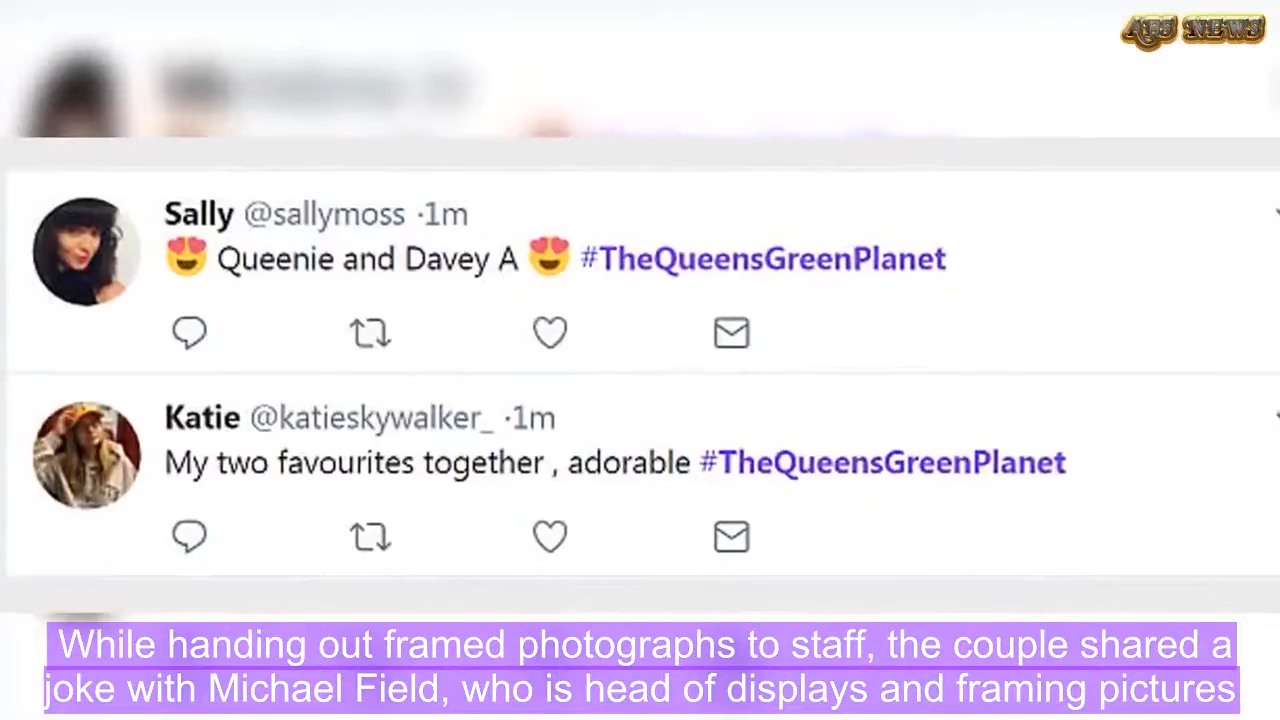 ABS NEWS
Sally @sallymoss ·1m
😍 Queenie and Davey A 😍 #TheQueensGreenPlanet
Katie @katieskywalker_ ·1m
My two favourites together , adorable #TheQueensGreenPlanet
While handing out framed photographs to staff, the couple shared a
joke with Michael Field, who is head of displays and framing pictures